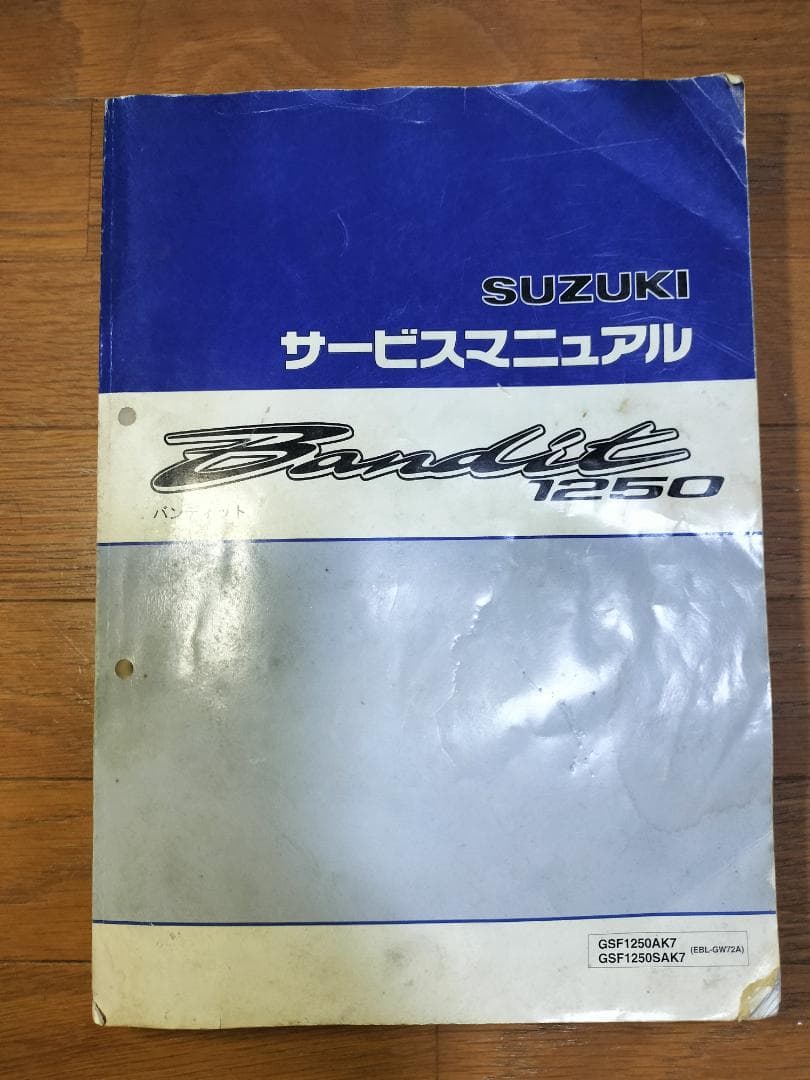 SUZUKI
サービスマニュアル
Bandit
1250
バンディット
GSF1250AK7
GSF1250SAK7
(EBL-GW72A)